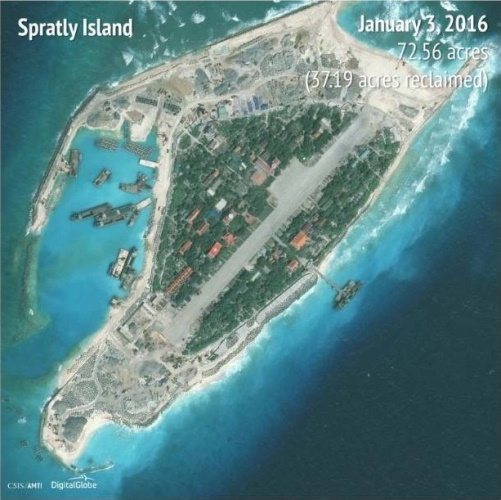 Spratly Island
January 3, 2016
72.56 acres
(37.19 acres reclaimed)
CSIS/AMTI DigitalGlobe